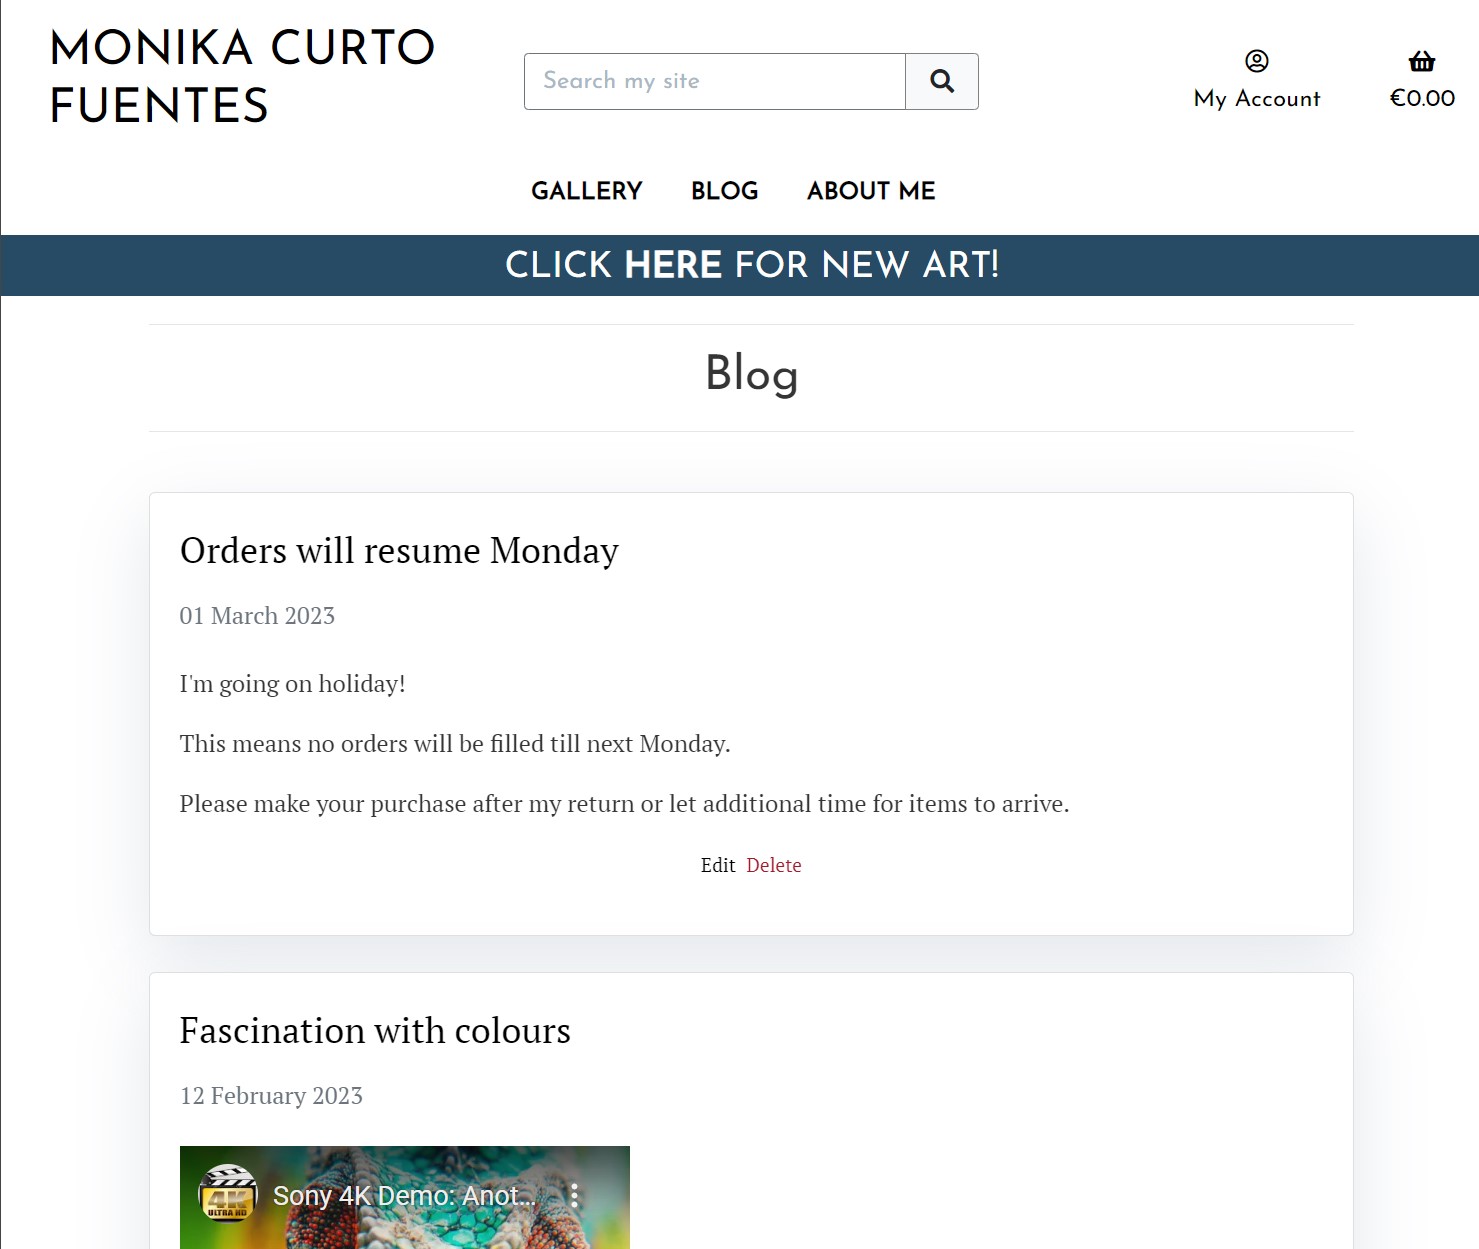 MONIKA CURTO
FUENTES
Search my site
My Account
€0.00
GALLERY BLOG ABOUT ME
CLICK HERE FOR NEW ART!
Blog
Orders will resume Monday
01 March 2023
I'm going on holiday!
This means no orders will be filled till next Monday.
Please make your purchase after my return or let additional time for items to arrive.
Edit Delete
Fascination with colours
12 February 2023
4K
ULTRA HD
Sony 4K Demo: Anot...